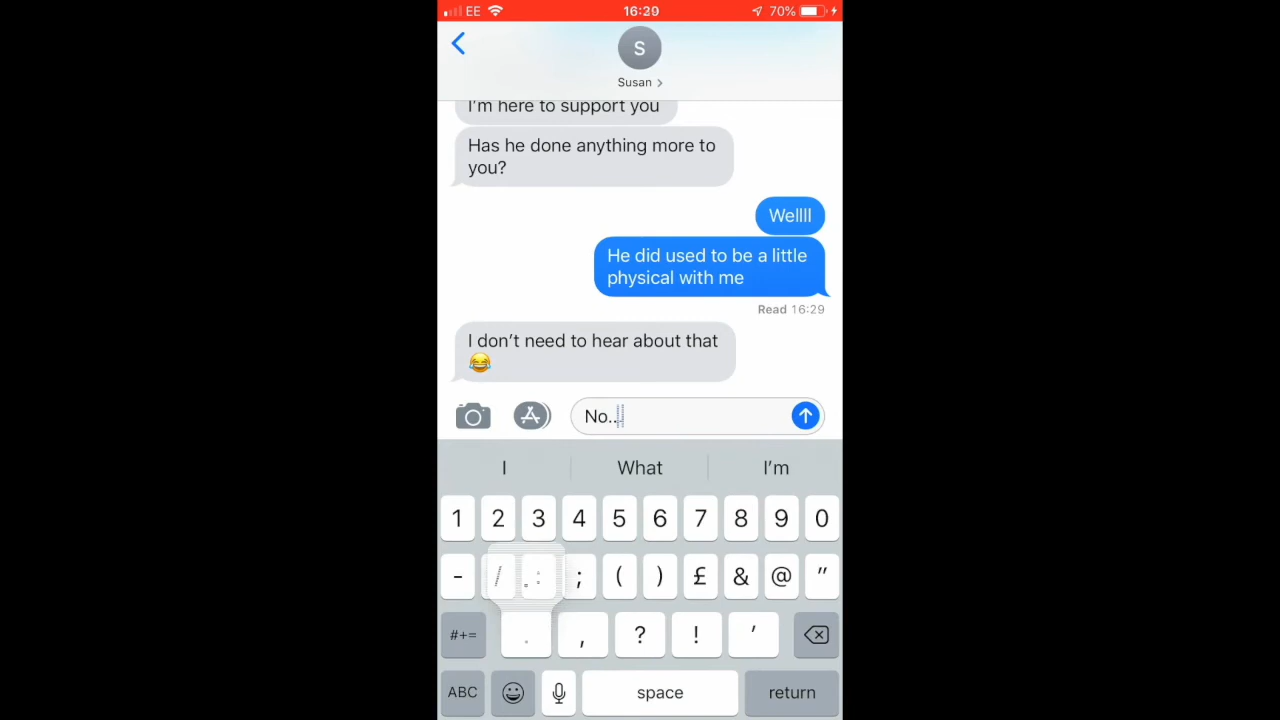 EE 16:29 70%
S
Susan >
I'm here to support you
Has he done anything more to
you?
Wellll
He did used to be a little
physical with me
Read 16:29
I don't need to hear about that
😂
No...
I What I'm
1 2 3 4 5 6 7 8 9 0
- / : ; ( ) £ & @ "
#+= . , ? ! '
ABC space return